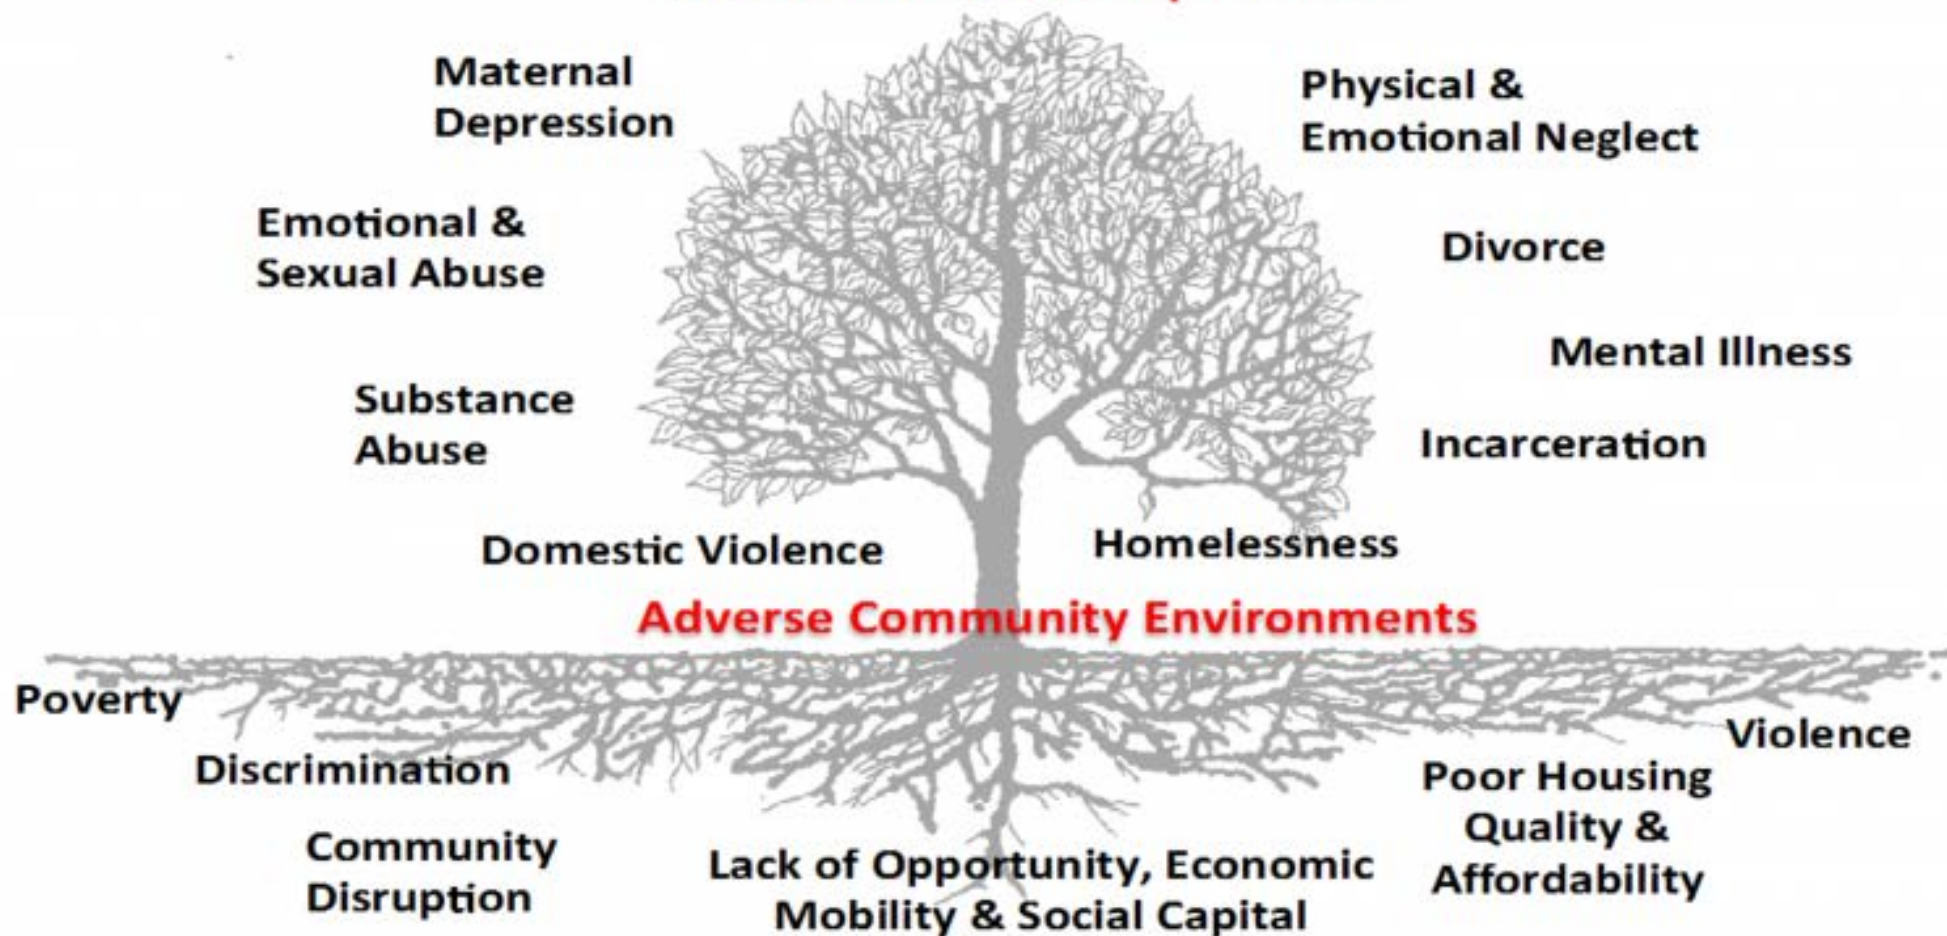 Maternal
Depression
Physical &
Emotional Neglect
Emotional &
Sexual Abuse
Divorce
Mental Illness
Substance
Abuse
Incarceration
Domestic Violence
Homelessness
Adverse Community Environments
Poverty
Violence
Discrimination
Poor Housing
Quality &
Affordability
Community
Disruption
Lack of Opportunity, Economic
Mobility & Social Capital